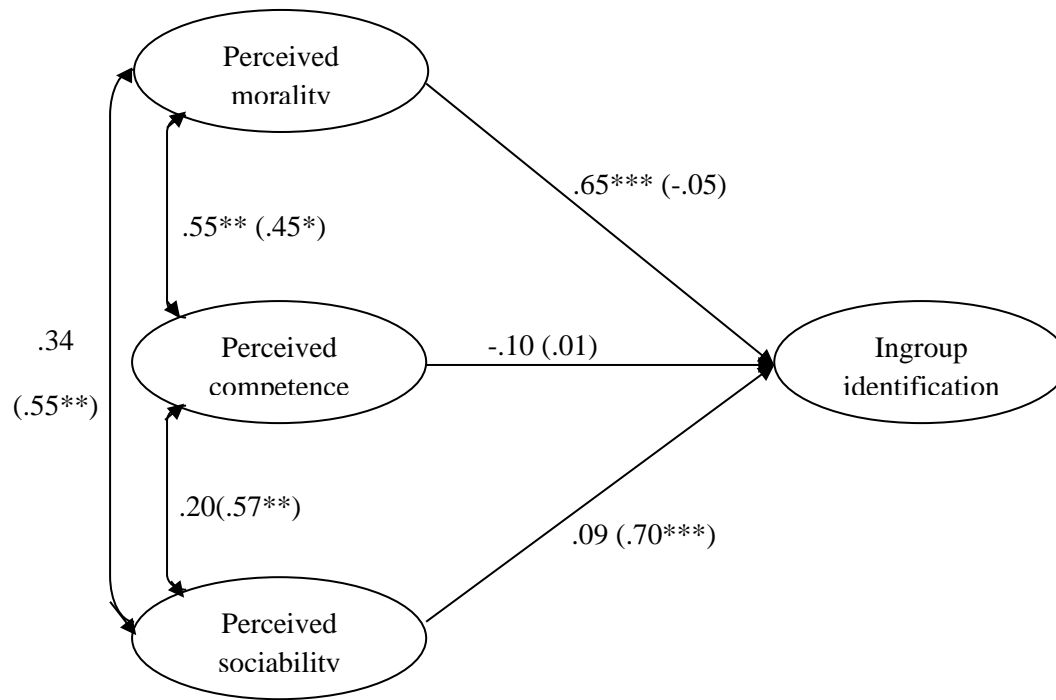 Perceived
morality
.65*** (-.05)
.55** (.45*)
.34
(.55**)
Perceived
competence
-.10 (.01)
Ingroup
identification
.20(.57**)
.09 (.70***)
Perceived
sociability